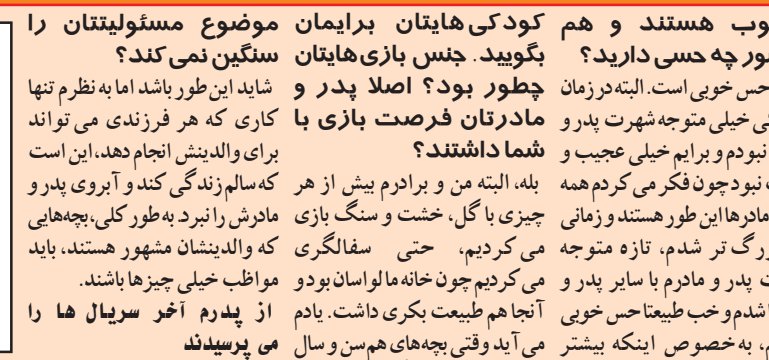 وب هستند و هم
ور چه حسی دارید؟
حس خوبی است. البته در زمان
کی خیلی متوجه شهرت پدر و
نبودم و برایم خیلی عجیب و
نبود چون فکر می کردم همه
مادرها این طور هستند و زمانی
رگ تر شدم، تازه متوجه
ت پدر و مادرم با سایر پدر و
شدم و خب طبیعتا حس خوبی
به خصوص اینکه بیشتر
کودکی هایتان برایمان
بگویید. جنس بازی هایتان
چطور بود؟ اصلا پدر و
مادرتان فرصت بازی با
شما داشتند؟
بله، البته من و برادرم بیش از هر
چیزی با گل، خشت و سنگ بازی
می کردیم، حتی سفالگری
می کردیم چون خانه ما لواسان بود و
آنجا هم طبیعت بکری داشت. یادم
می آید وقتی بچه های هم سن و سال
موضوع مسئولیتتان را
سنگین نمی کند؟
شاید این طور باشد اما به نظرم تنها
کاری که هر فرزندی می تواند
برای والدینش انجام دهد، این است
که سالم زندگی کند و آبروی پدر و
مادرش را نبرد. به طور کلی، بچه هایی
که والدینشان مشهور هستند، باید
مواظب خیلی چیزها باشند.
از پدرم آخر سریال ها را
می پرسیدند